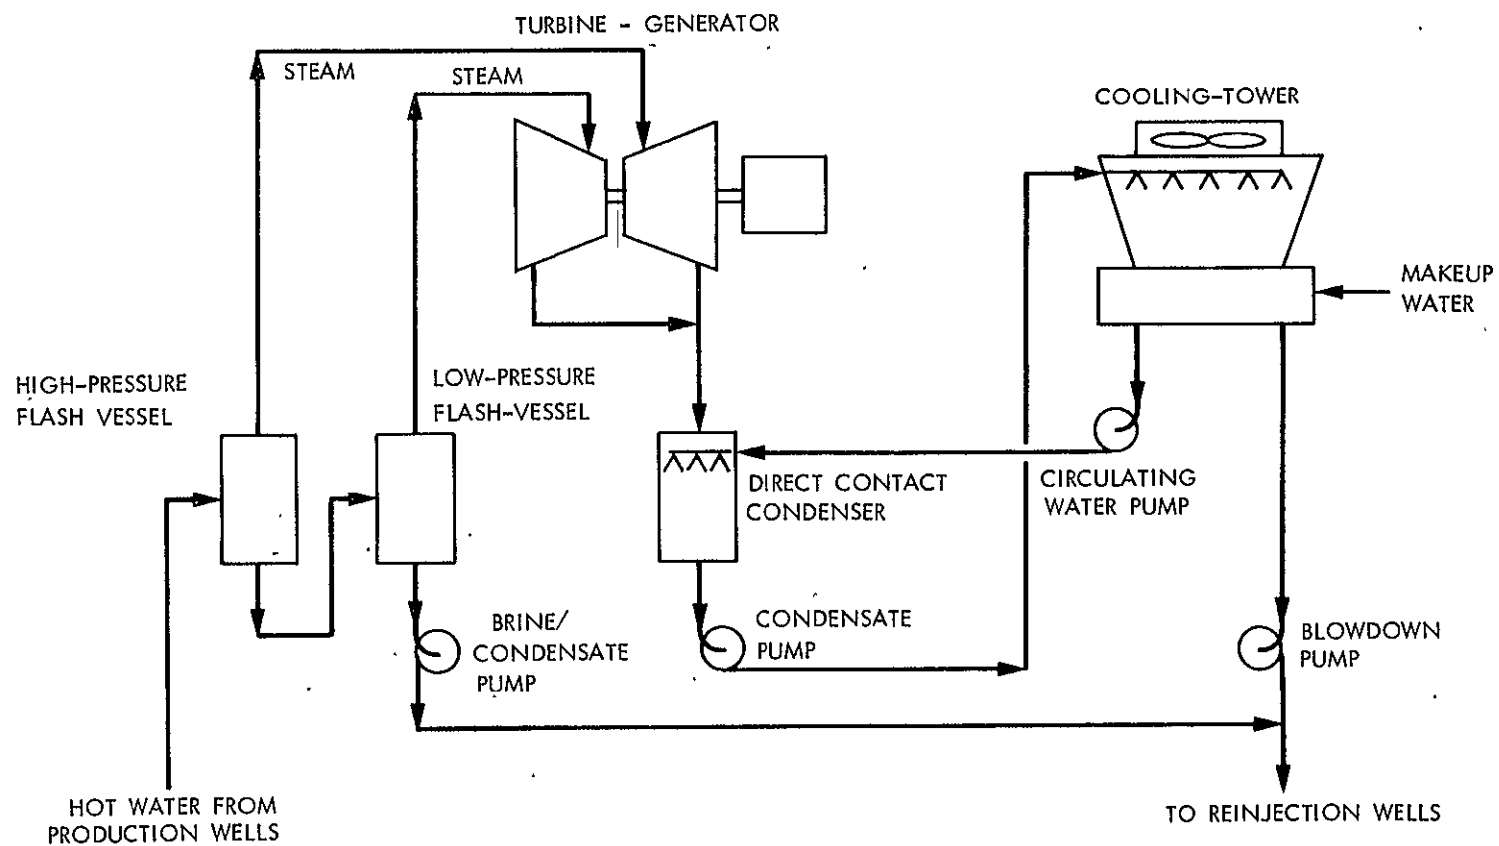 TURBINE - GENERATOR
STEAM
STEAM
COOLING-TOWER
MAKEUP
WATER
HIGH-PRESSURE
FLASH VESSEL
LOW-PRESSURE
FLASH-VESSEL
DIRECT CONTACT
CONDENSER
CIRCULATING
WATER PUMP
BRINE/
CONDENSATE
PUMP
CONDENSATE
PUMP
BLOWDOWN
PUMP
HOT WATER FROM
PRODUCTION WELLS
TO REINJECTION WELLS